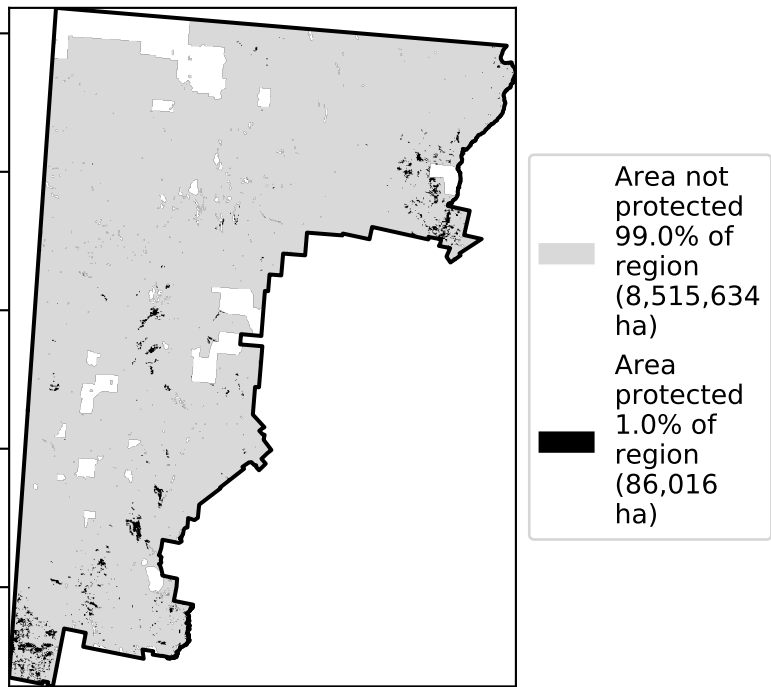 Area not
protected
99.0% of
region
(8,515,634
ha)
Area
protected
1.0% of
region
(86,016
ha)